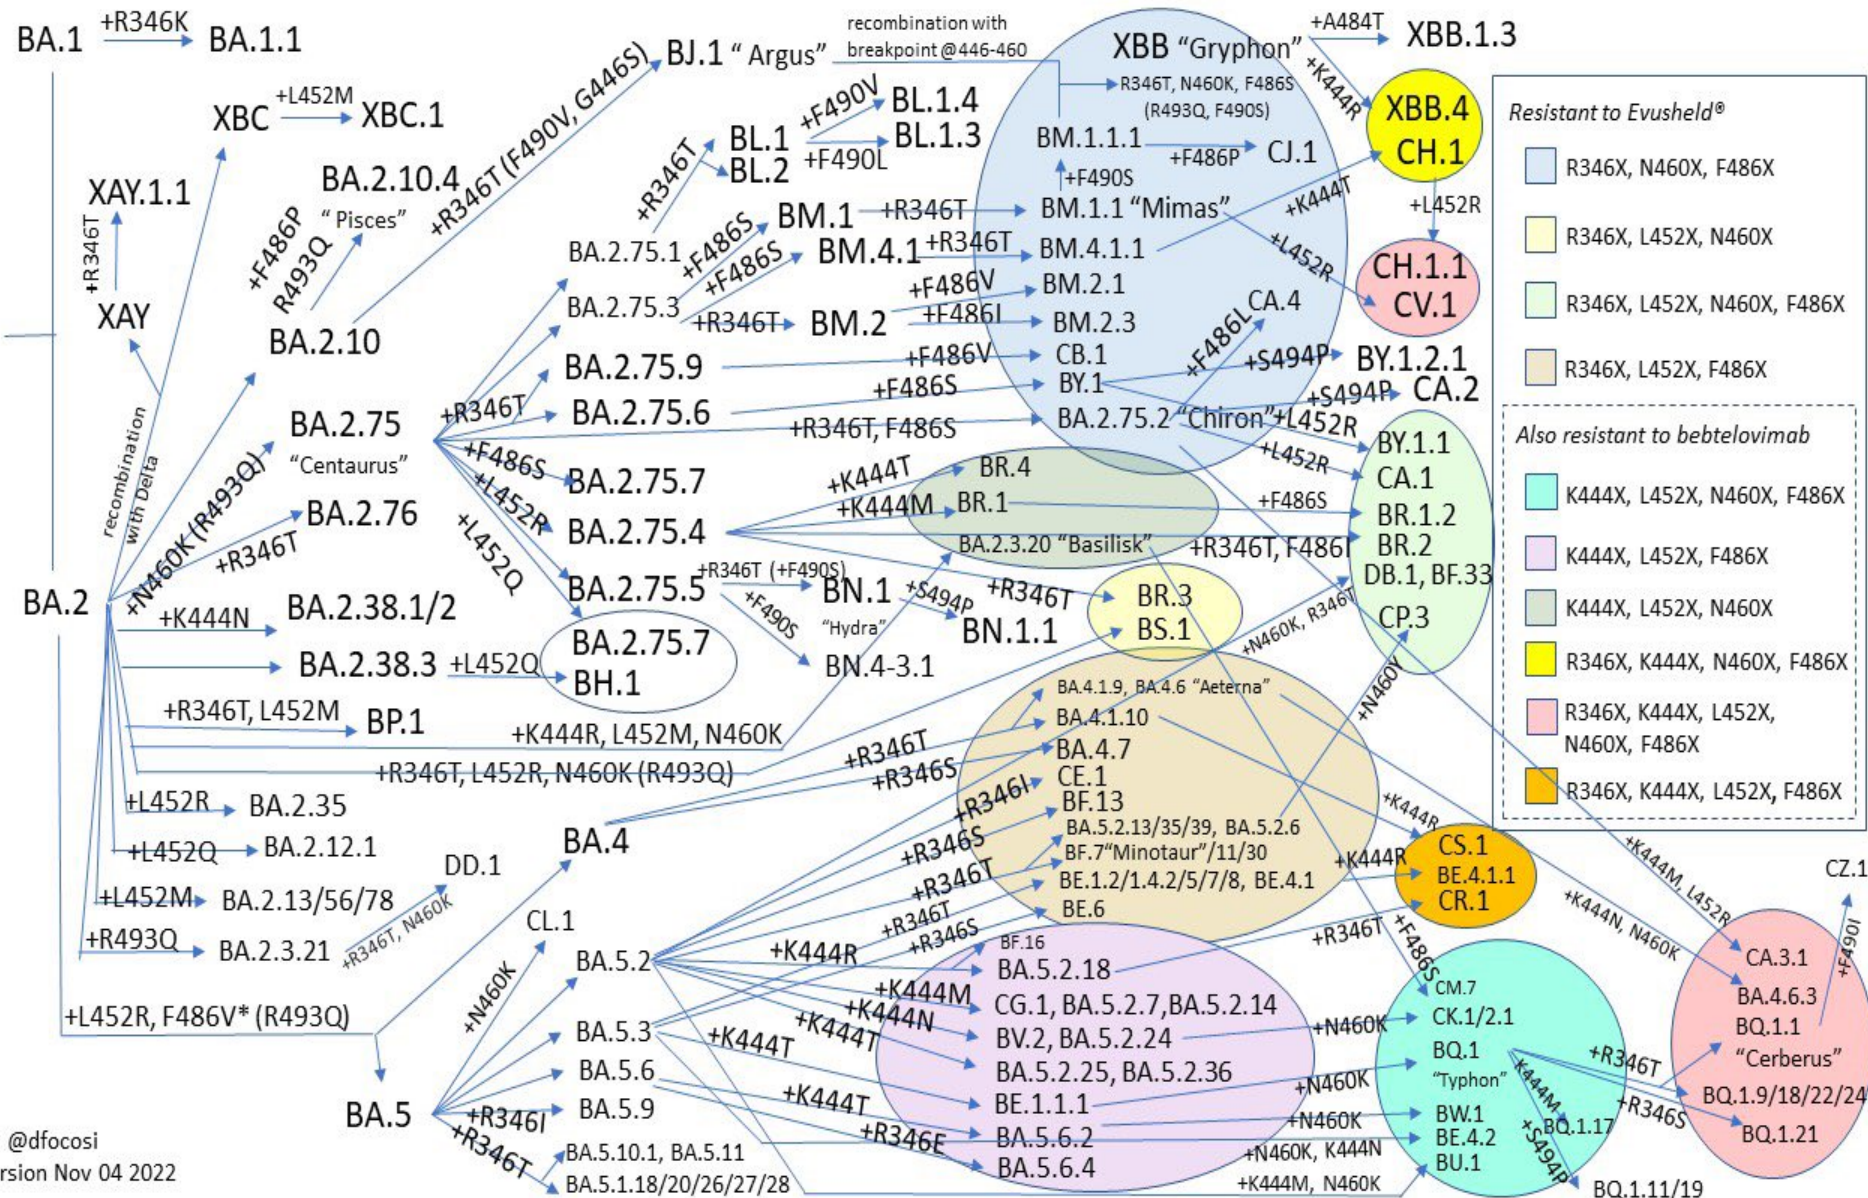 BA.1
+R346K
BA.1.1
BJ.1 “ Argus”
recombination with
breakpoint @446-460
XBB “Gryphon”
+A484T
XBB.1.3
+K444R
R346T, N460K, F486S
(R493Q, F490S)
XBC
+L452M
XBC.1
+R346T (F490V, G446S)
BL.1
BL.2
+F490V
BL.1.4
+F490L
BL.1.3
+R346T
BM.1.1.1
+F486P
CJ.1
+F490S
XBB.4
CH.1
+K444T
+L452R
XAY.1.1
+R346T
XAY
BA.2.10.4
“ Pisces”
+F486P
R493Q
BA.2.10
BA.2.75.1
BA.2.75.3
+F486S
+F486S
BM.1
+R346T
BM.1.1 “Mimas”
+L452R
BM.4.1
+R346T
BM.4.1.1
CH.1.1
CV.1
+F486V
BM.2.1
+R346T
BM.2
+F486I
BM.2.3
CA.4
+F486L
BA.2.75.9
+F486V
CB.1
+S494P
BY.1.2.1
+R346T
BA.2.75.6
+F486S
BY.1
+S494P
CA.2
+R346T, F486S
BA.2.75.2 “Chiron”
+L452R
BY.1.1
+L452R
CA.1
recombination
with Delta
+N460K (R493Q)
BA.2.75
“Centaurus”
+F486S
BA.2.75.7
+L452R
+L452Q
BA.2.75.4
+K444T
BR.4
+K444M
BR.1
+F486S
BR.1.2
BR.2
+R346T, F486I
DB.1, BF.33
BA.2.3.20 “Basilisk”
BA.2.76
+R346T
BA.2
+K444N
BA.2.38.1/2
BA.2.75.5
+R346T (+F490S)
BN.1
“Hydra”
+S494P
BN.1.1
+F490S
BN.4-3.1
+R346T
BR.3
BS.1
+N460K, R346T
CP.3
+N460Y
BA.2.38.3
+L452Q
BA.2.75.7
BH.1
+R346T, L452M
BP.1
+K444R, L452M, N460K
+R346T, L452R, N460K (R493Q)
+L452R
BA.2.35
+L452Q
BA.2.12.1
+L452M
BA.2.13/56/78
+R493Q
BA.2.3.21
+R346T, N460K
DD.1
+L452R, F486V* (R493Q)
BA.4
+R346T
+R346S
BA.4.1.9, BA.4.6 “Aeterna”
BA.4.1.10
BA.4.7
CE.1
BF.13
BA.5.2.13/35/39, BA.5.2.6
BF.7“Minotaur”/11/30
BE.1.2/1.4.2/5/7/8, BE.4.1
BE.6
+R346I
+R346S
+R346T
+R346T
+R346S
+K444R
+K444R
CS.1
BE.4.1.1
CR.1
+R346T
+K444M, L452R
+K444N, N460K
+F486S
CL.1
+N460K
BA.5.2
+K444R
+K444M
+K444N
+K444T
BF.16
BA.5.2.18
CG.1, BA.5.2.7,BA.5.2.14
BV.2, BA.5.2.24
BA.5.2.25, BA.5.2.36
BE.1.1.1
BA.5.6.2
BA.5.6.4
BA.5
BA.5.3
+K444T
BA.5.6
+K444T
+R346E
+R346I
BA.5.9
+R346T
BA.5.10.1, BA.5.11
BA.5.1.18/20/26/27/28
+N460K
+N460K
+N460K
+N460K, K444N
+K444M, N460K
CM.7
CK.1/2.1
BQ.1
“Typhon”
BW.1
BE.4.2
BU.1
+R346T
+R346S
K444M
BQ.1.17
+S494P
BQ.1.11/19
CZ.1
+F490I
CA.3.1
BA.4.6.3
BQ.1.1
“Cerberus”
BQ.1.9/18/22/24
BQ.1.21
Resistant to Evusheld®
R346X, N460X, F486X
R346X, L452X, N460X
R346X, L452X, N460X, F486X
R346X, L452X, F486X
Also resistant to bebtelovimab
K444X, L452X, N460X, F486X
K444X, L452X, F486X
K444X, L452X, N460X
R346X, K444X, N460X, F486X
R346X, K444X, L452X,
N460X, F486X
R346X, K444X, L452X, F486X
@dfocosi
rsion Nov 04 2022